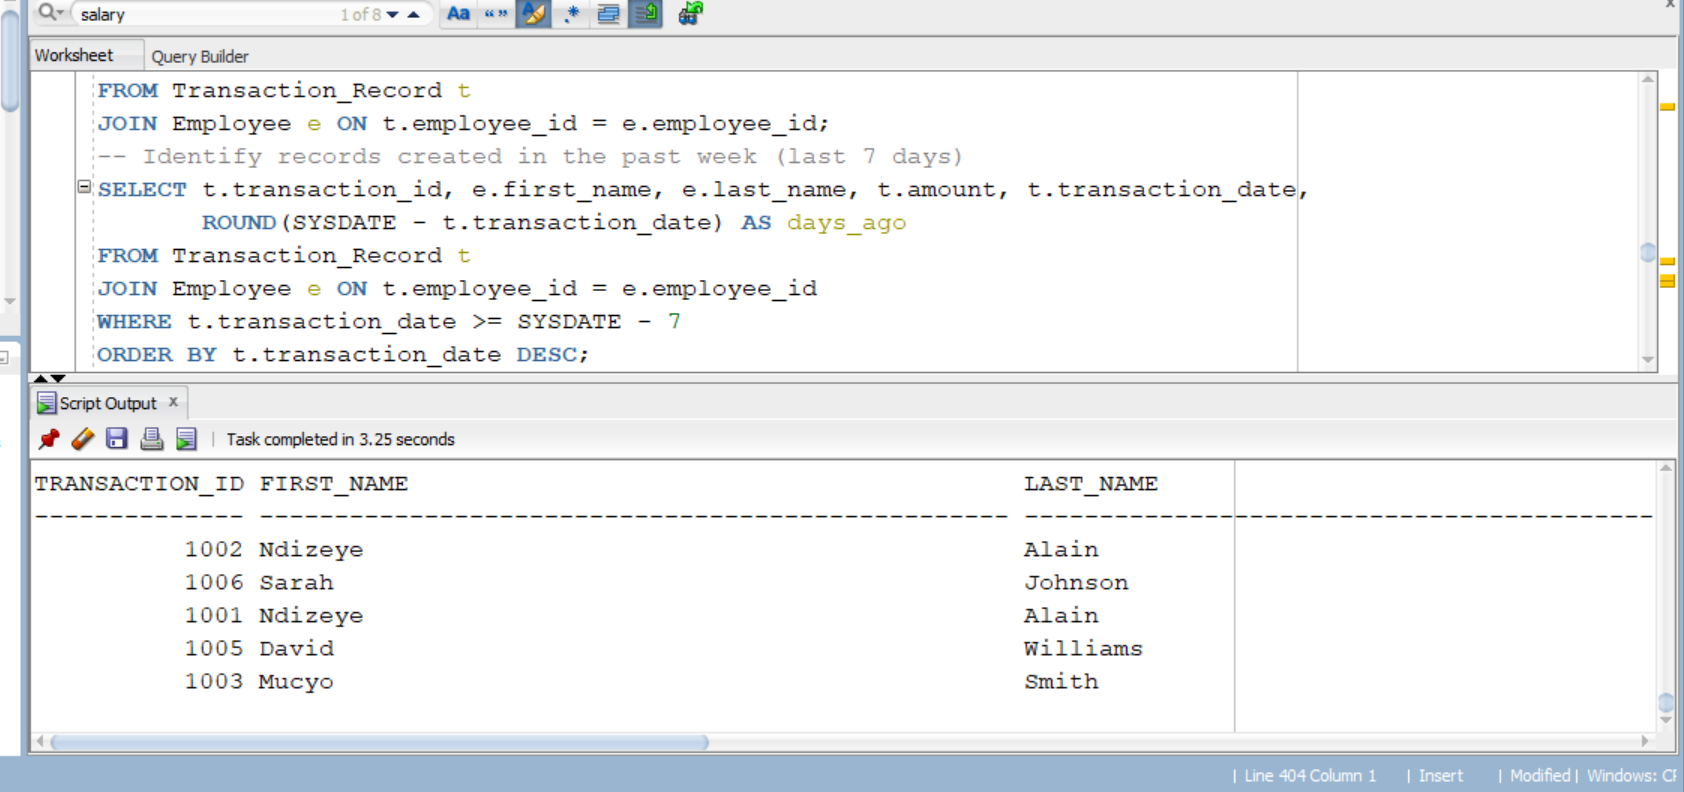 salary 1 of 8 Aa “ ” .*
x
Worksheet Query Builder
FROM Transaction_Record t
JOIN Employee e ON t.employee_id = e.employee_id;
-- Identify records created in the past week (last 7 days)
SELECT t.transaction_id, e.first_name, e.last_name, t.amount, t.transaction_date,
ROUND(SYSDATE - t.transaction_date) AS days_ago
FROM Transaction_Record t
JOIN Employee e ON t.employee_id = e.employee_id
WHERE t.transaction_date >= SYSDATE - 7
ORDER BY t.transaction_date DESC;
Script Output x
| Task completed in 3.25 seconds
TRANSACTION_ID FIRST_NAME LAST_NAME
-------------- -------------------------------------------------- ------------------------------------------
1002 Ndizeye Alain
1006 Sarah Johnson
1001 Ndizeye Alain
1005 David Williams
1003 Mucyo Smith
| Line 404 Column 1 | Insert | Modified | Windows: CR